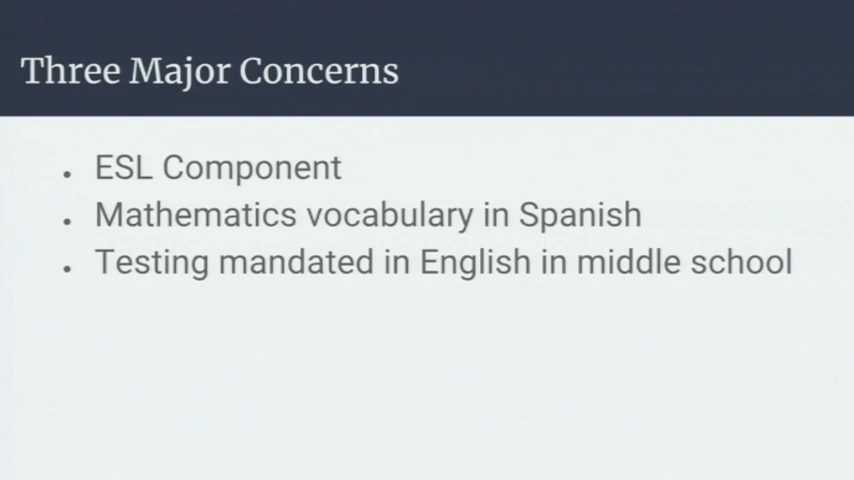 Three Major Concerns
• ESL Component
• Mathematics vocabulary in Spanish
• Testing mandated in English in middle school